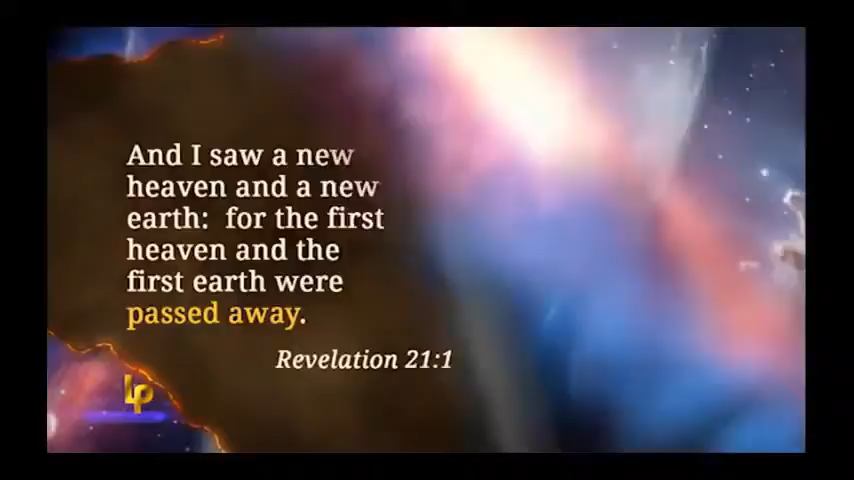 And I saw a new
heaven and a new
earth:  for the first
heaven and the
first earth were
passed away.
Revelation 21:1
LP